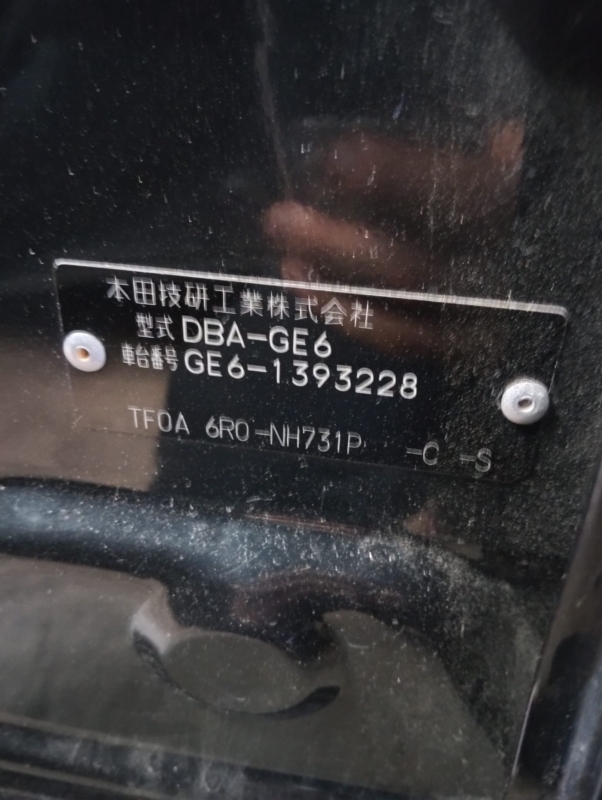 本田技研工業株式会社
型式 DBA-GE6
車台番号 GE6-1393228
TF0A 6R0-NH731P -C -S